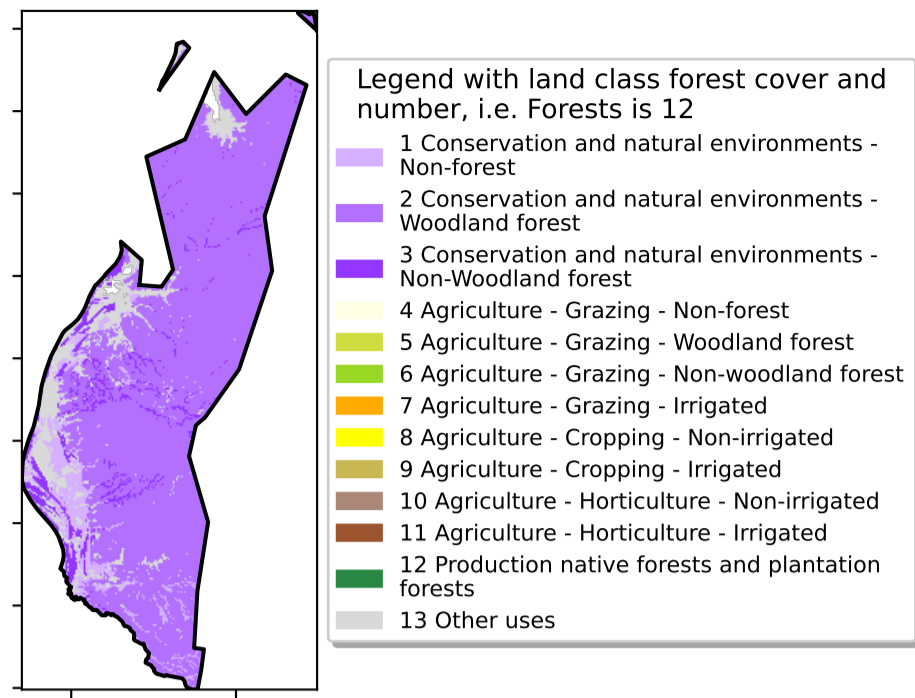 Legend with land class forest cover and
number, i.e. Forests is 12
1 Conservation and natural environments -
Non-forest
2 Conservation and natural environments -
Woodland forest
3 Conservation and natural environments -
Non-Woodland forest
4 Agriculture - Grazing - Non-forest
5 Agriculture - Grazing - Woodland forest
6 Agriculture - Grazing - Non-woodland forest
7 Agriculture - Grazing - Irrigated
8 Agriculture - Cropping - Non-irrigated
9 Agriculture - Cropping - Irrigated
10 Agriculture - Horticulture - Non-irrigated
11 Agriculture - Horticulture - Irrigated
12 Production native forests and plantation
forests
13 Other uses